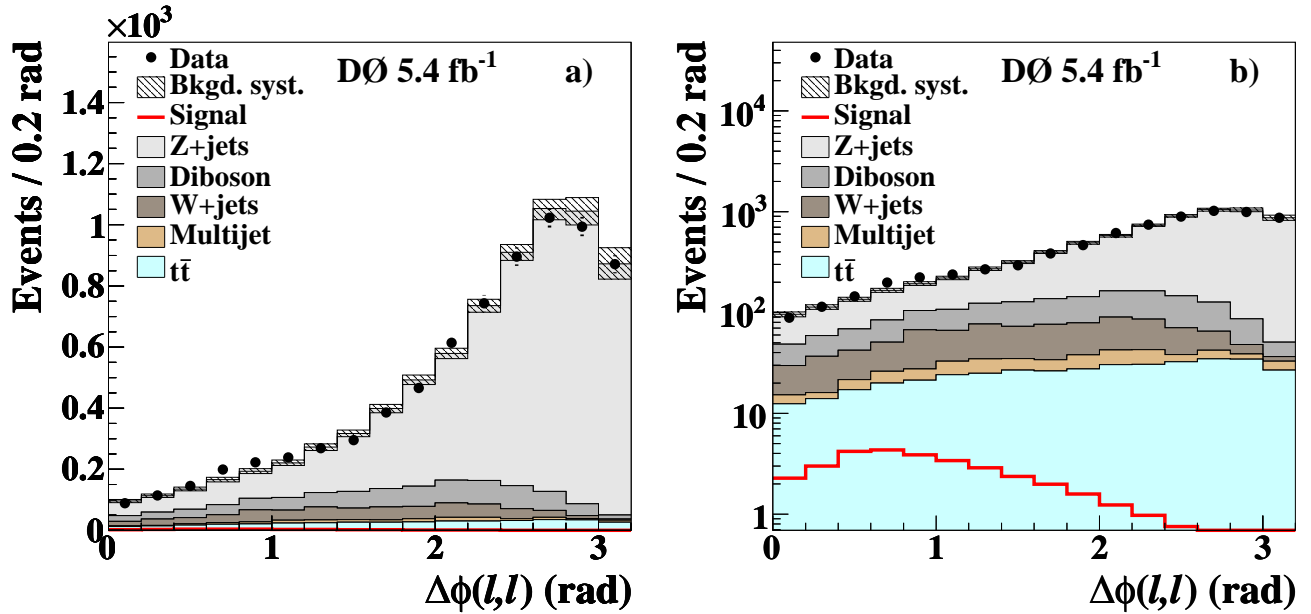 ×10³
Events / 0.2 rad
1.4
1.2
1
0.8
0.6
0.4
0.2
0
Data
Bkgd. syst.
Signal
Z+jets
Diboson
W+jets
Multijet
tt̄
DØ 5.4 fb⁻¹
a)
0 1 2 3
Δϕ(l,l) (rad)
Events / 0.2 rad
10⁴
10³
10²
10
1
Data
Bkgd. syst.
Signal
Z+jets
Diboson
W+jets
Multijet
tt̄
DØ 5.4 fb⁻¹
b)
0 1 2 3
Δϕ(l,l) (rad)